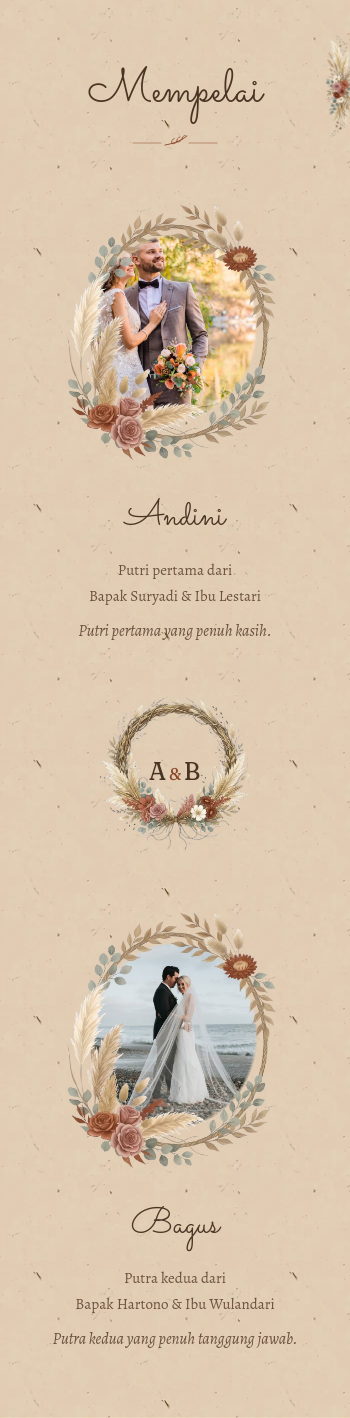 Mempelai
Andini
Putri pertama dari
Bapak Suryadi & Ibu Lestari
Putri pertama yang penuh kasih.
A & B
Bagus
Putra kedua dari
Bapak Hartono & Ibu Wulandari
Putra kedua yang penuh tanggung jawab.